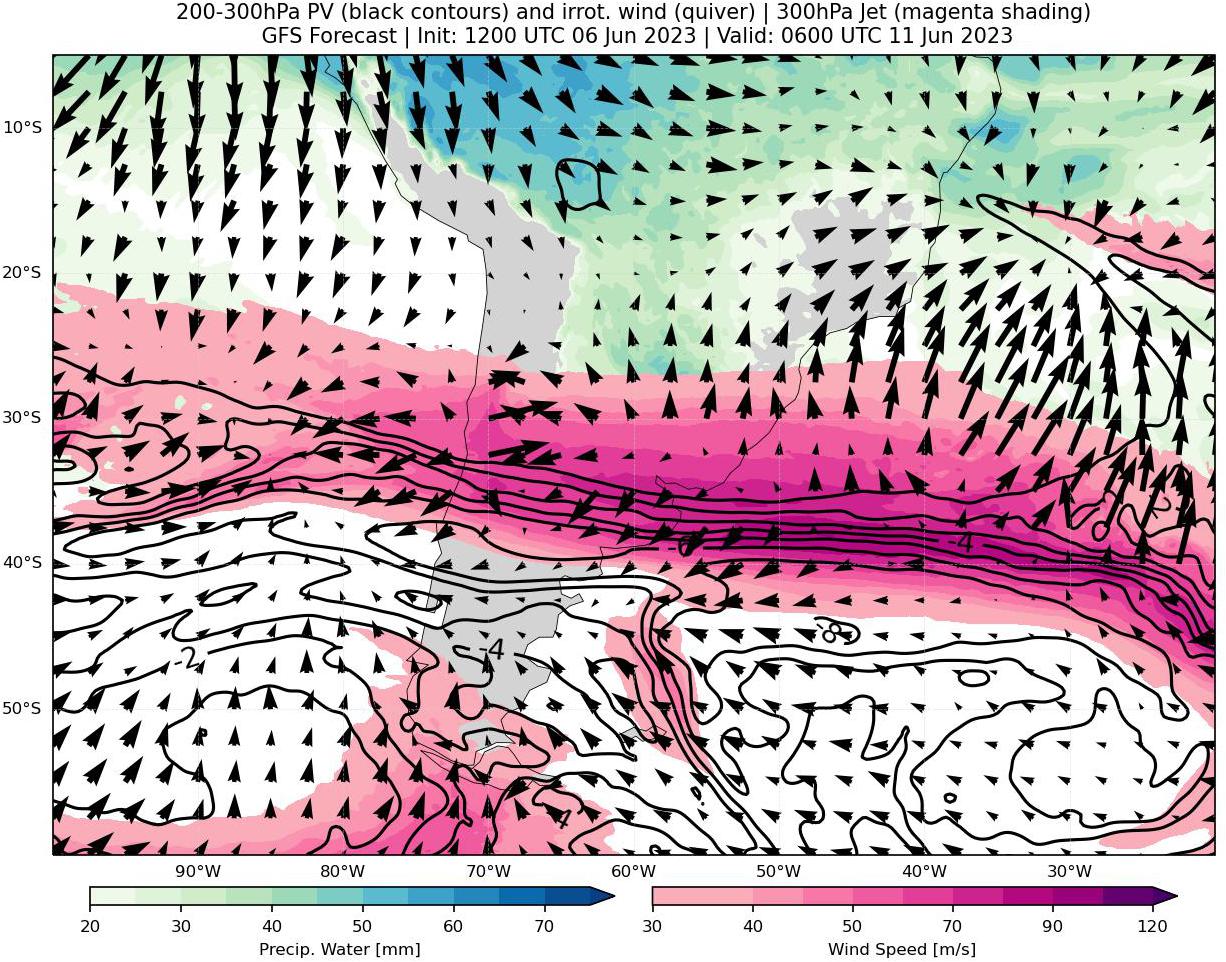 200-300hPa PV (black contours) and irrot. wind (quiver) | 300hPa Jet (magenta shading)
GFS Forecast | Init: 1200 UTC 06 Jun 2023 | Valid: 0600 UTC 11 Jun 2023
10°S
20°S
30°S
-2
-6
-4
40°S
-8
-2
-4
50°S
4
90°W 80°W 70°W 60°W 50°W 40°W 30°W
20 30 40 50 60 70
30 40 50 70 90 120
Precip. Water [mm]
Wind Speed [m/s]